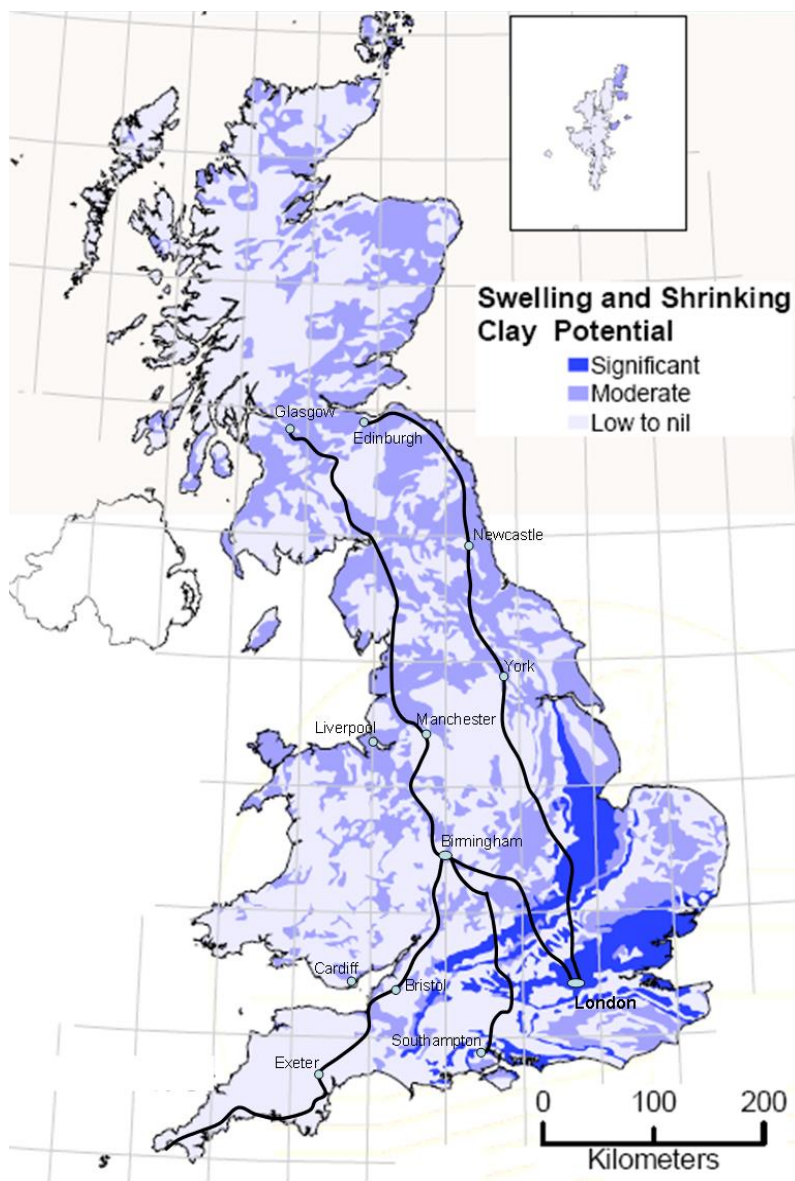 Swelling and Shrinking
Clay Potential
Significant
Moderate
Low to nil
Glasgow
Edinburgh
Newcastle
York
Manchester
Liverpool
Birmingham
Cardiff
Bristol
London
Southampton
Exeter
0 100 200
Kilometers
s